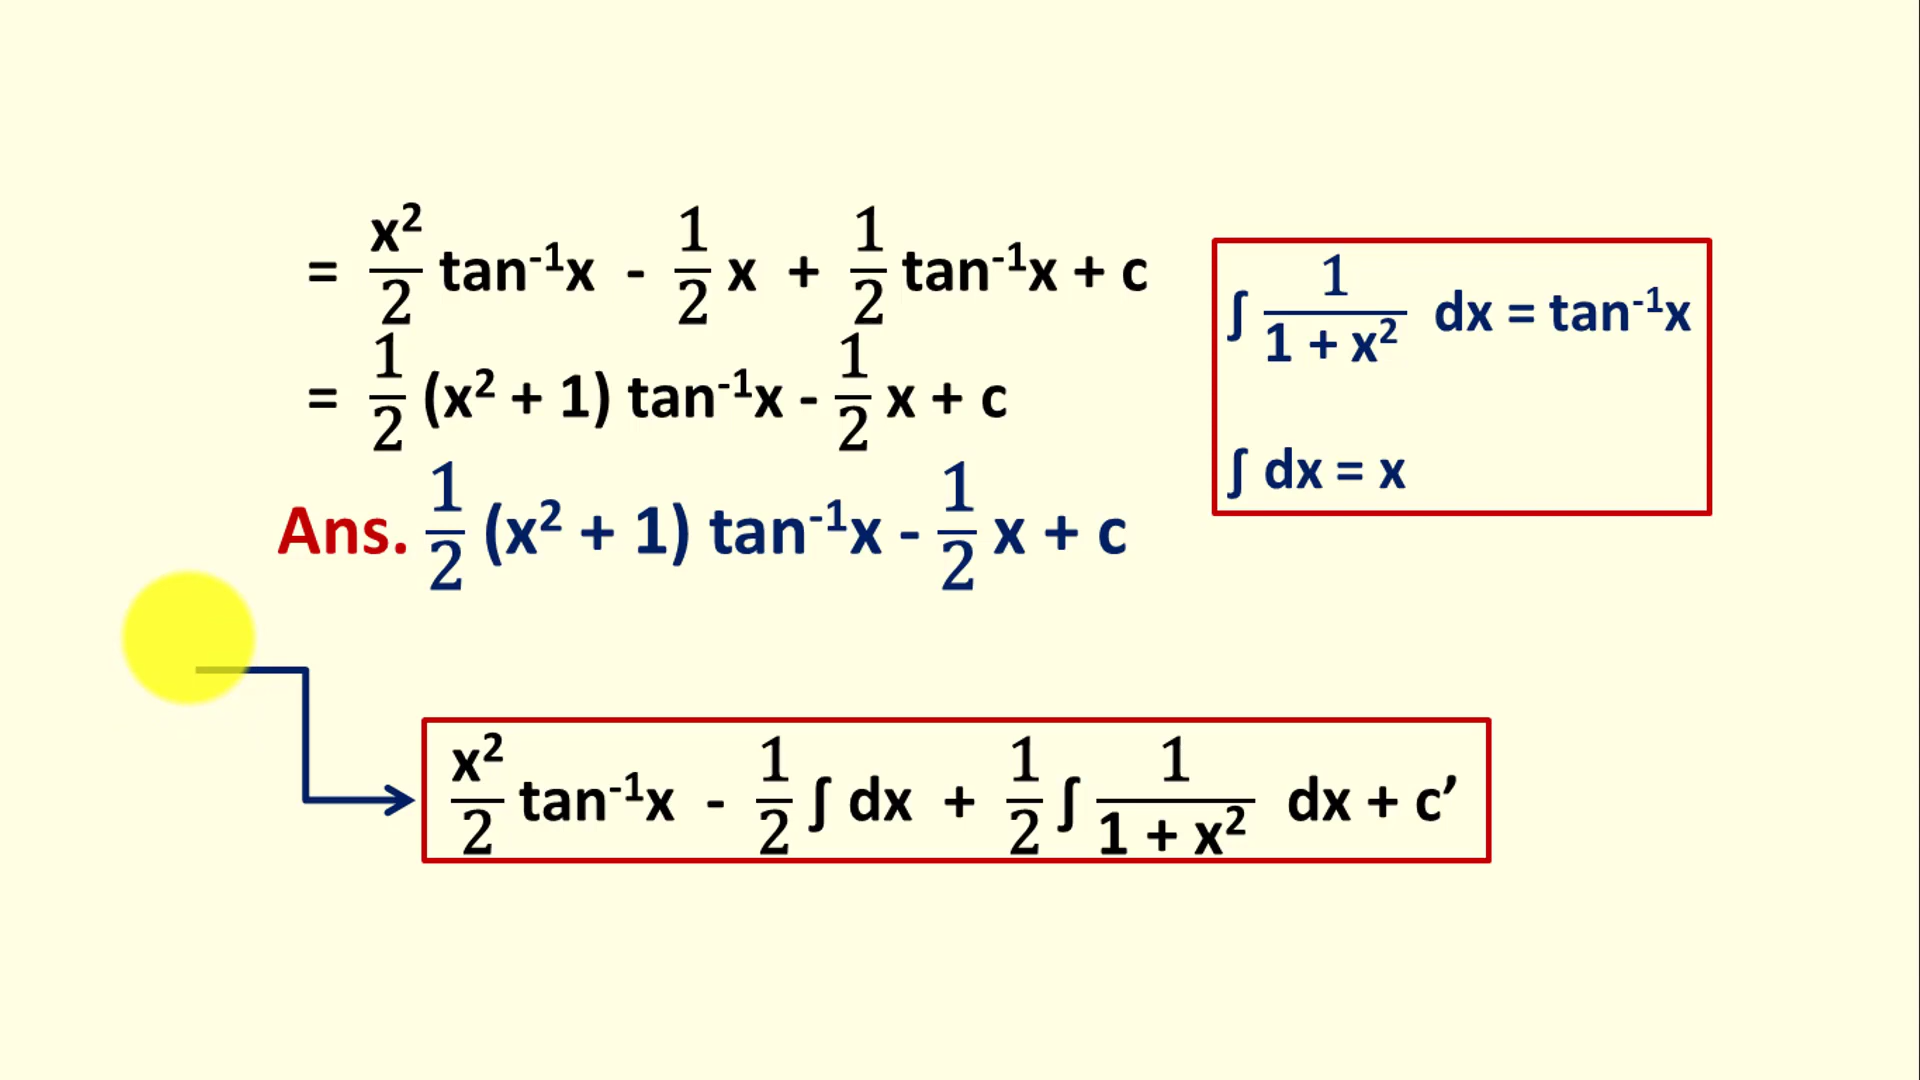 = x²/2 tan⁻¹x - 1/2 x + 1/2 tan⁻¹x + c
= 1/2 (x² + 1) tan⁻¹x - 1/2 x + c
Ans. 1/2 (x² + 1) tan⁻¹x - 1/2 x + c
∫ 1/(1 + x²) dx = tan⁻¹x
∫ dx = x
x²/2 tan⁻¹x - 1/2 ∫ dx + 1/2 ∫ 1/(1 + x²) dx + c’